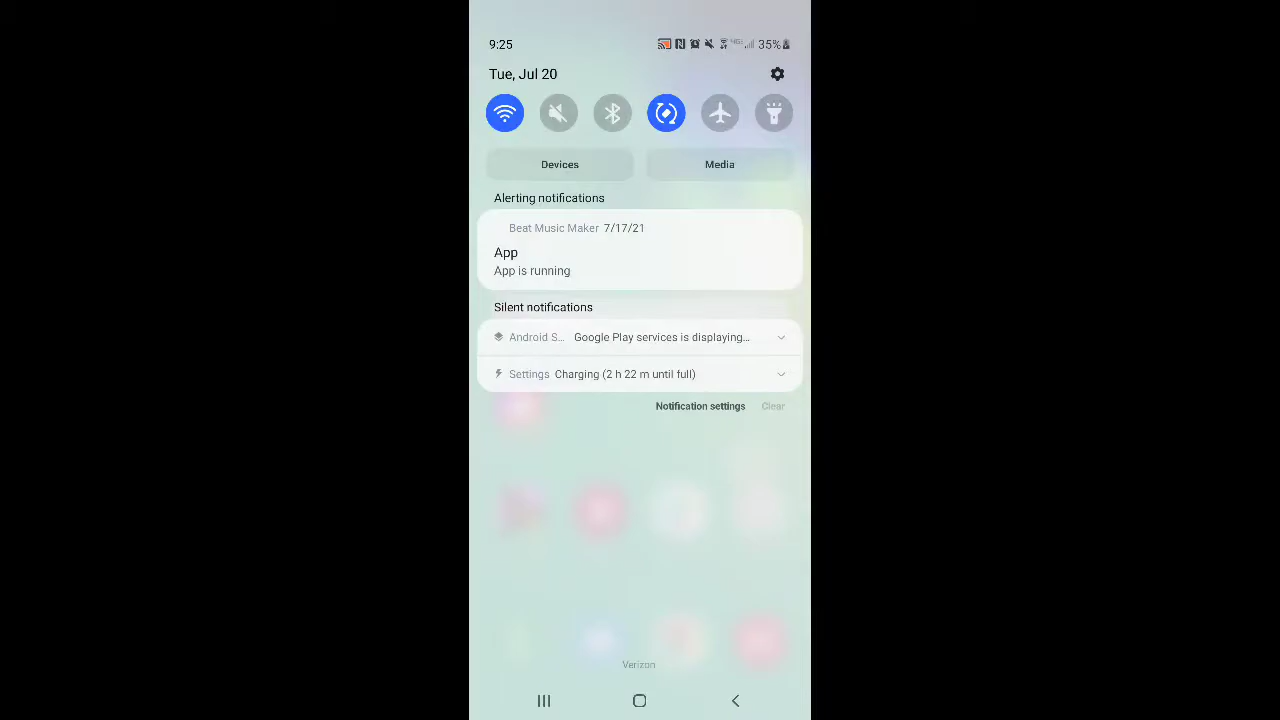 9:25
35%
Tue, Jul 20
Devices
Media
Alerting notifications
Beat Music Maker 7/17/21
App
App is running
Silent notifications
Android S... Google Play services is displaying...
Settings Charging (2 h 22 m until full)
Notification settings
Clear
Verizon